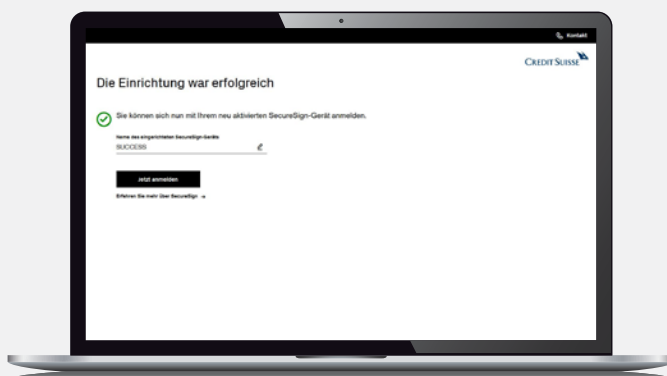 Kontakt
CREDIT SUISSE
Die Einrichtung war erfolgreich
Sie können sich nun mit Ihrem neu aktivierten SecureSign-Gerät anmelden.
Name des eingerichteten SecureSign-Geräts
SUCCESS
Jetzt anmelden
Erfahren Sie mehr über SecureSign →